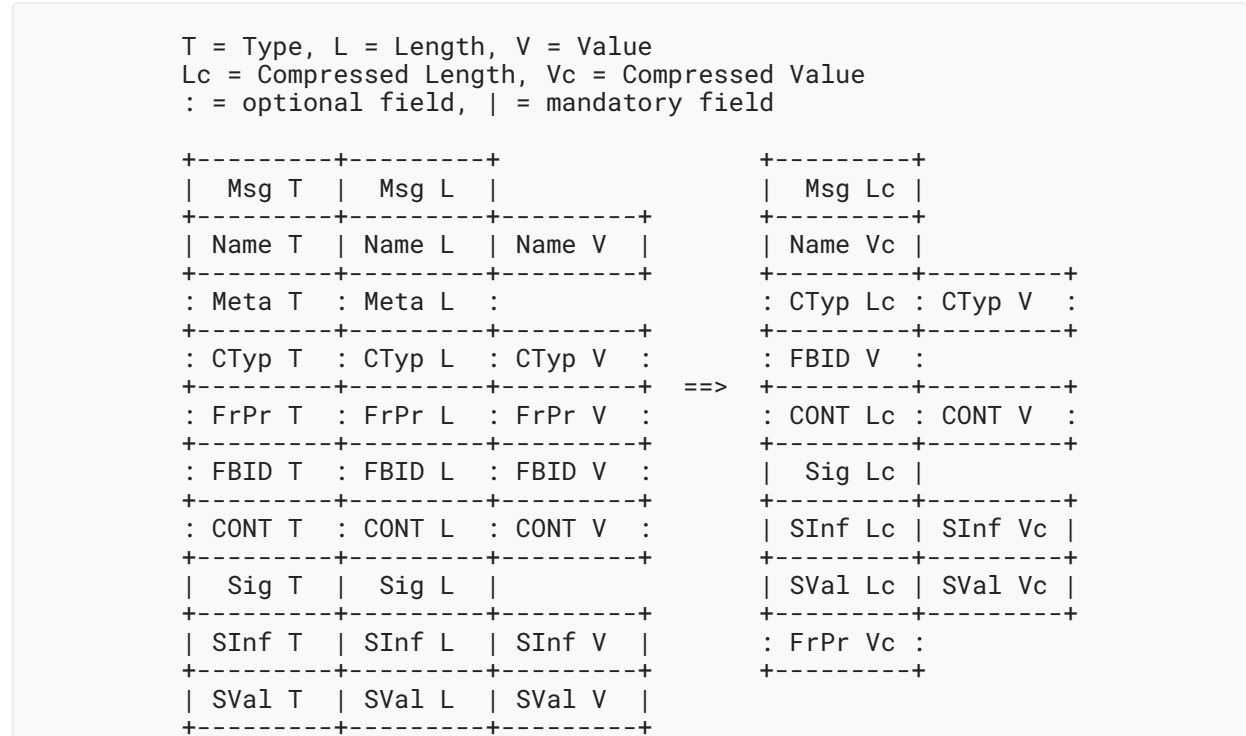 T = Type, L = Length, V = Value
Lc = Compressed Length, Vc = Compressed Value
: = optional field, | = mandatory field

+---------+---------+                 +---------+
|  Msg T  |  Msg L  |                 |  Msg Lc |
+---------+---------+---------+       +---------+
| Name T  | Name L  | Name V  |       | Name Vc |
+---------+---------+---------+       +---------+---------+
: Meta T  : Meta L  :                 : CTyp Lc : CTyp V  :
+---------+---------+---------+       +---------+---------+
: CTyp T  : CTyp L  : CTyp V  :       : FBID V  :
+---------+---------+---------+  ==>  +---------+---------+
: FrPr T  : FrPr L  : FrPr V  :       : CONT Lc : CONT V  :
+---------+---------+---------+       +---------+---------+
: FBID T  : FBID L  : FBID V  :       |  Sig Lc |
+---------+---------+---------+       +---------+---------+
: CONT T  : CONT L  : CONT V  :       | SInf Lc | SInf Vc |
+---------+---------+---------+       +---------+---------+
|  Sig T  |  Sig L  |                 | SVal Lc | SVal Vc |
+---------+---------+---------+       +---------+---------+
| SInf T  | SInf L  | SInf V  |       : FrPr Vc :
+---------+---------+---------+       +---------+
| SVal T  | SVal L  | SVal V  |
+---------+---------+---------+